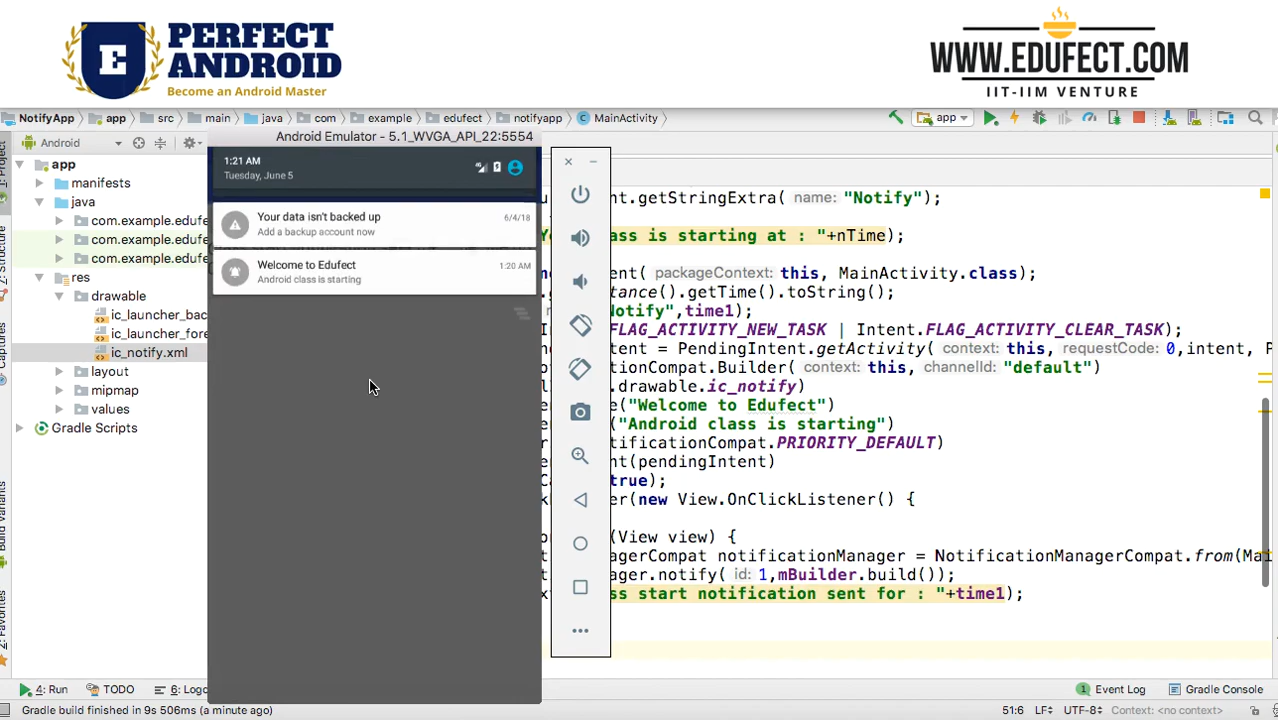 PERFECT
ANDROID
Become an Android Master
WWW.EDUFECT.COM
IIT-IIM VENTURE
NotifyApp app src main java com example edufect notifyapp MainActivity
app
Android
Android Emulator - 5.1_WVGA_API_22:5554
app
manifests
java
com.example.edufe
com.example.edufe
com.example.edufe
res
drawable
ic_launcher_bac
ic_launcher_fore
ic_notify.xml
layout
mipmap
values
Gradle Scripts
Captures
Build Variants
2: Favorites
1:21 AM
Tuesday, June 5
Your data isn't backed up
6/4/18
Add a backup account now
Welcome to Edufect
1:20 AM
Android class is starting
ent.getStringExtra( name: "Notify");
ass is starting at : "+nTime);
ent( packageContext: this, MainActivity.class);
tance().getTime().toString();
Notify",time1);
FLAG_ACTIVITY_NEW_TASK | Intent.FLAG_ACTIVITY_CLEAR_TASK);
ntent = PendingIntent.getActivity( context: this, requestCode: 0,intent, P
tionCompat.Builder( context: this, channelId: "default")
drawable.ic_notify)
e("Welcome to Edufect")
("Android class is starting")
tificationCompat.PRIORITY_DEFAULT)
nt(pendingIntent)
true);
er(new View.OnClickListener() {
(View view) {
agerCompat notificationManager = NotificationManagerCompat.from(Ma
ager.notify( id: 1,mBuilder.build());
ss start notification sent for : "+time1);
4: Run TODO 6: Logc
Event Log Gradle Console
Gradle build finished in 9s 506ms (a minute ago)
51:6 LF÷ UTF-8÷ Context: <no context>